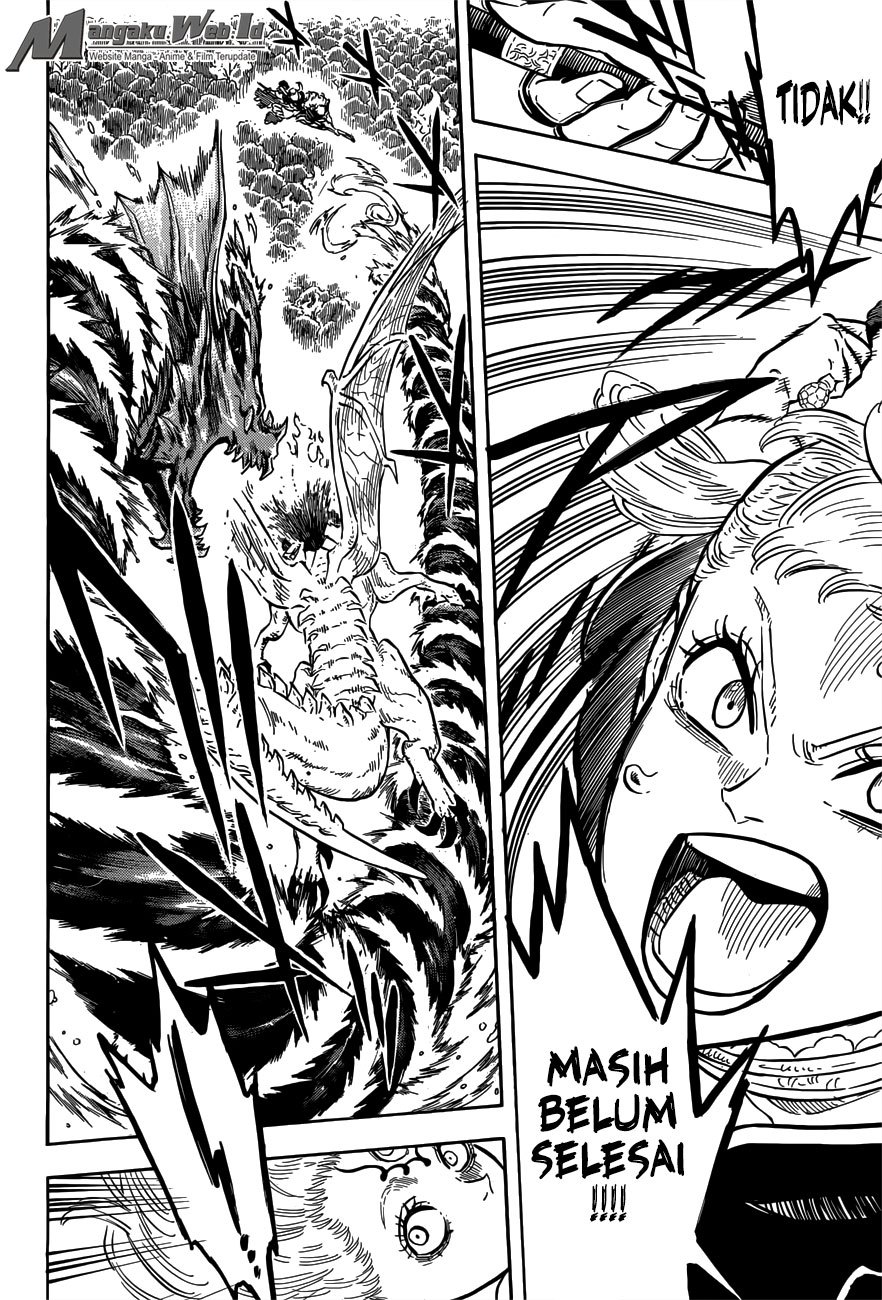 Mangaku.Web.Id
Website Manga - Anime & Film Terupdate
TIDAK!!
MASIH
BELUM
SELESAI
!!!!